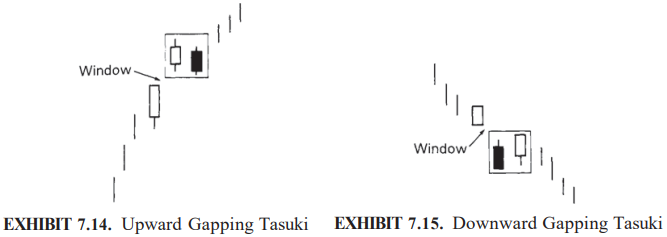 Window
Window
EXHIBIT 7.14. Upward Gapping Tasuki
EXHIBIT 7.15. Downward Gapping Tasuki